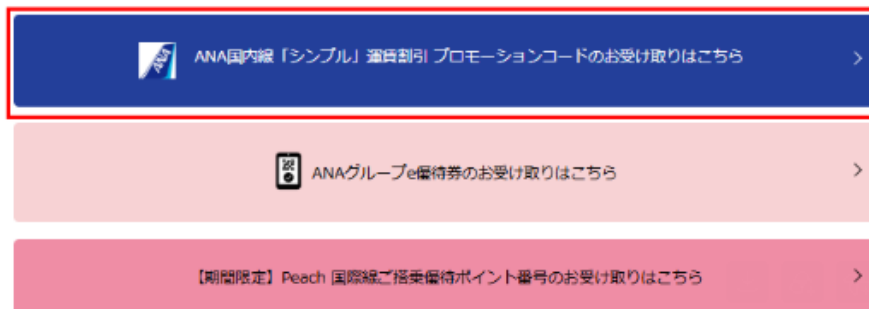 ANA
ANA国内線「シンプル」運賃割引 プロモーションコードのお受け取りはこちら
ANAグループe優待券のお受け取りはこちら
【期間限定】Peach 国際線ご搭乗優待ポイント番号のお受け取りはこちら